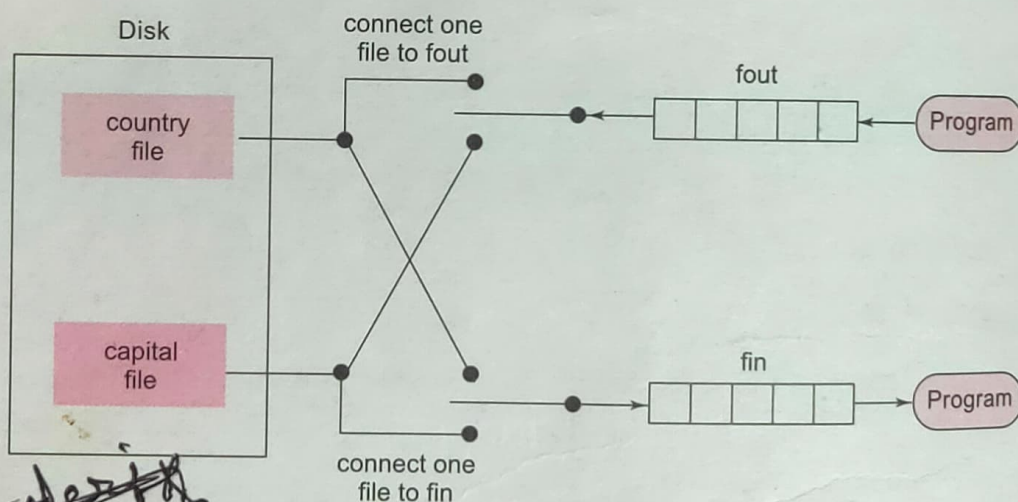 Disk
connect one
file to fout
fout
country
file
Program
capital
file
fin
Program
connect one
file to fin